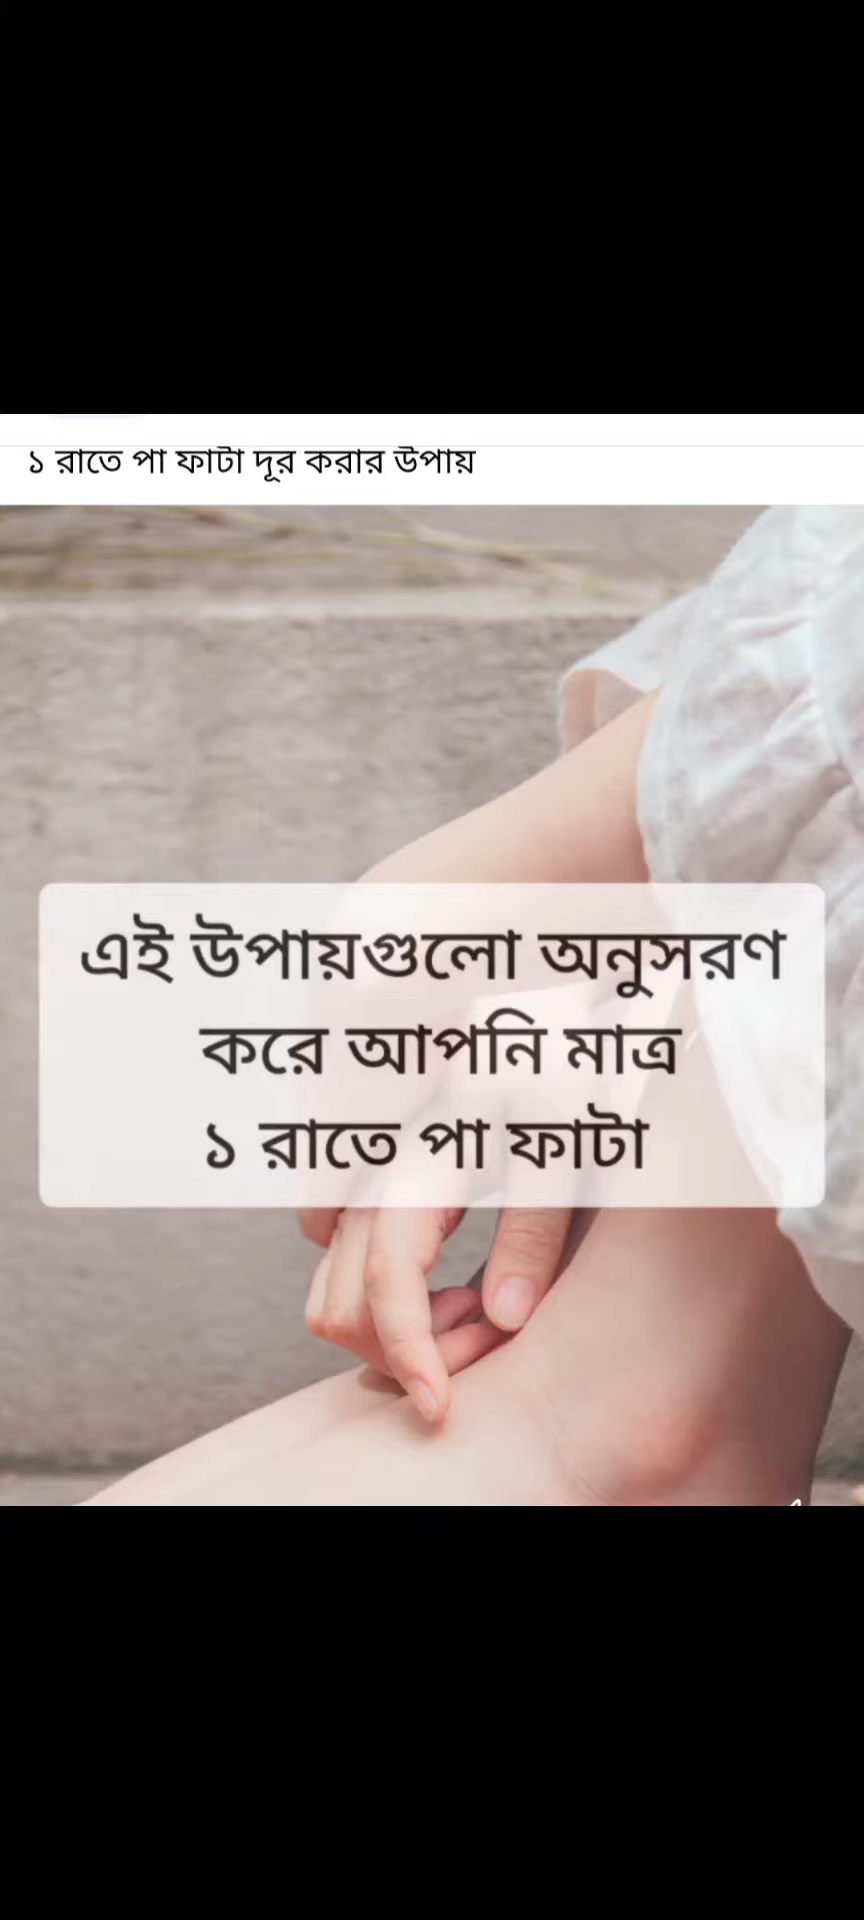 ১ রাতে পা ফাটা দূর করার উপায়
এই উপায়গুলো অনুসরণ
করে আপনি মাত্র
১ রাতে পা ফাটা